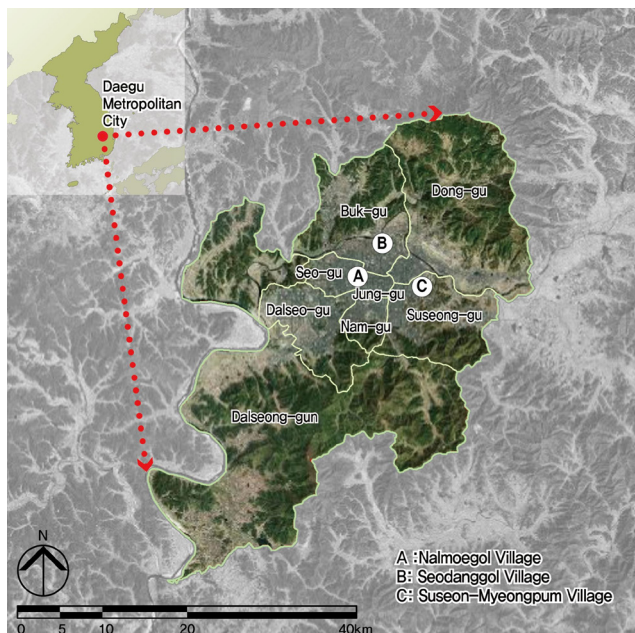 Daegu
Metropolitan
City
Dong-gu
Buk-gu
B
Seo-gu
A
C
Jung-gu
Dalseo-gu
Suseong-gu
Nam-gu
Dalseong-gun
N
A :Nalmoegol Village
B: Seodanggol Village
C: Suseon-Myeongpum Village
0 5 10 20 40km